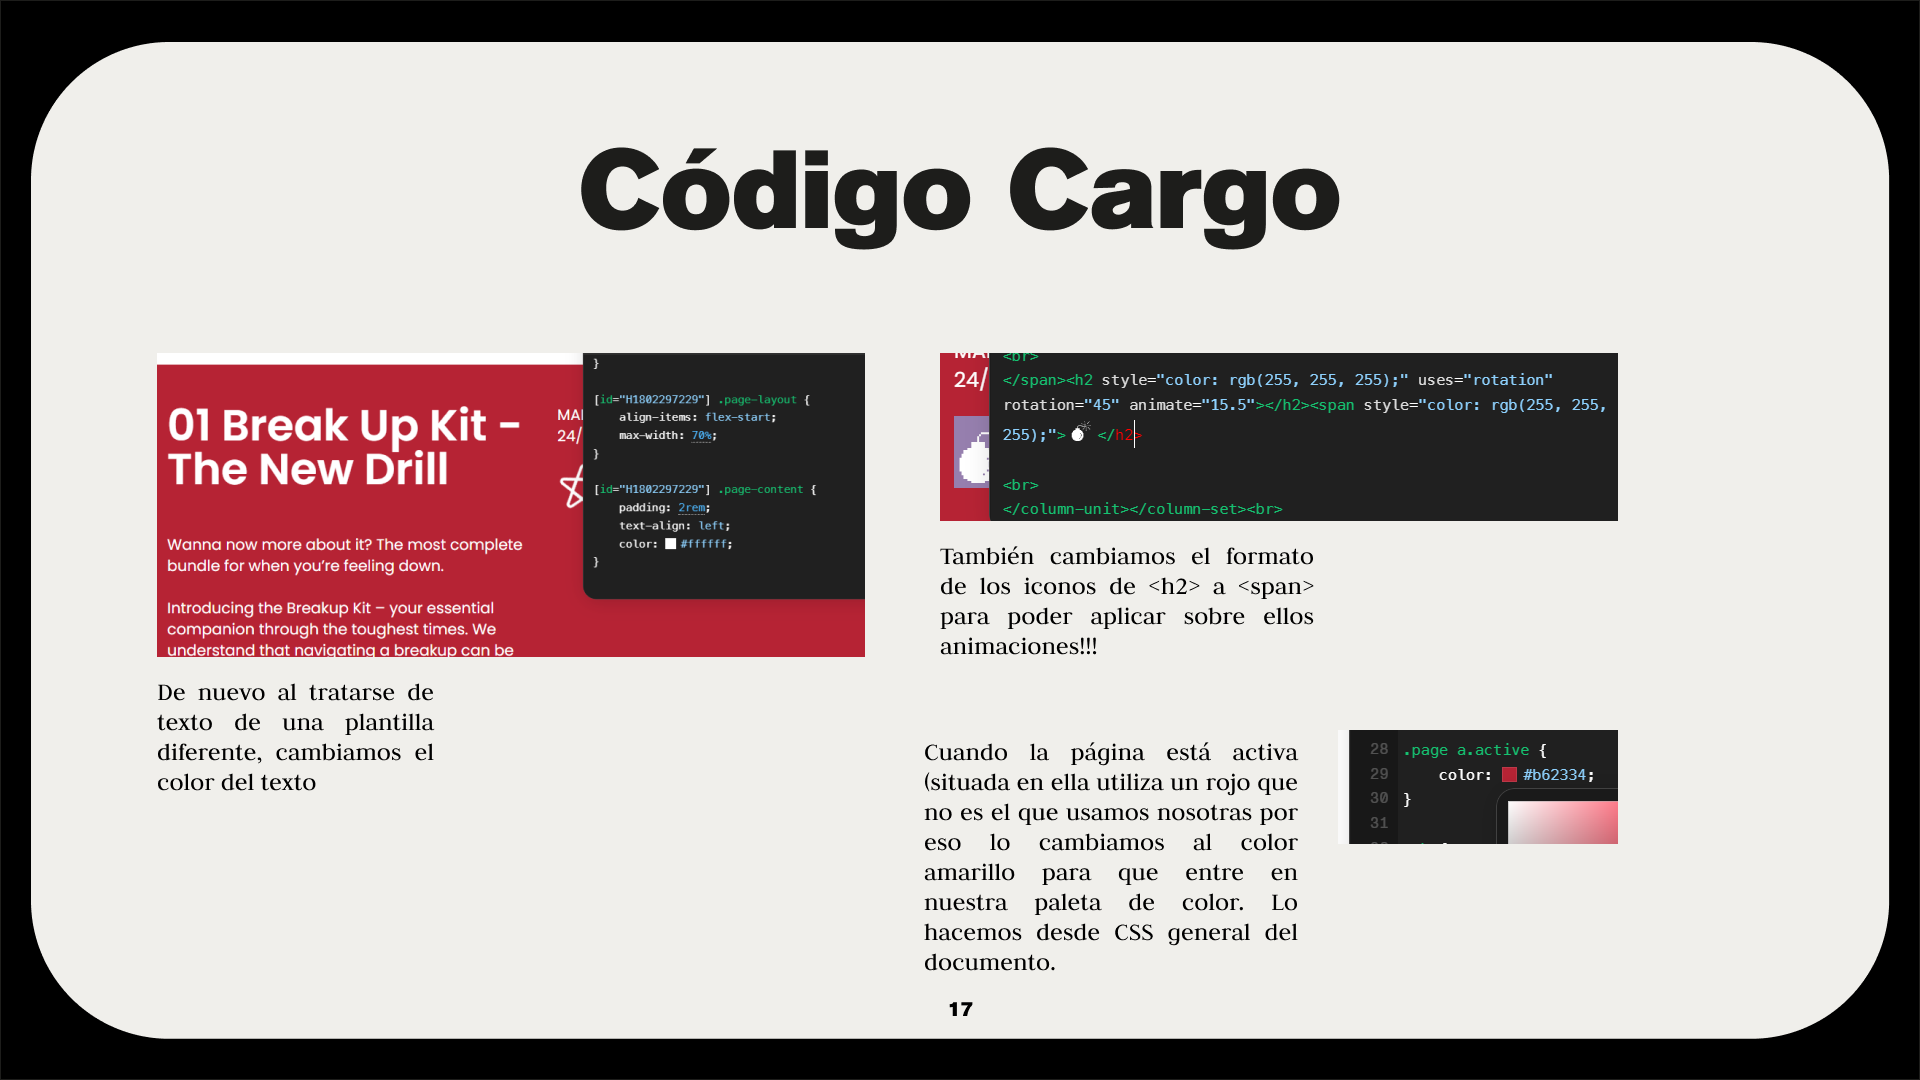 Código Cargo
01 Break Up Kit -
The New Drill
24/
Wanna now more about it? The most complete
bundle for when you're feeling down.
Introducing the Breakup Kit – your essential
companion through the toughest times. We
understand that navigating a breakup can be
}
[id="H1802297229"] .page-layout {
align-items: flex-start;
max-width: 70%;
}
[id="H1802297229"] .page-content {
padding: 2rem;
text-align: left;
color: #ffffff;
}
De nuevo al tratarse de
texto de una plantilla
diferente, cambiamos el
color del texto
24/
<br>
</span><h2 style="color: rgb(255, 255, 255);" uses="rotation"
rotation="45" animate="15.5"></h2><span style="color: rgb(255, 255,
255);">💣 </h2>
<br>
</column-unit></column-set><br>
También cambiamos el formato
de los iconos de <h2> a <span>
para poder aplicar sobre ellos
animaciones!!!
Cuando la página está activa
(situada en ella utiliza un rojo que
no es el que usamos nosotras por
eso lo cambiamos al color
amarillo para que entre en
nuestra paleta de color. Lo
hacemos desde CSS general del
documento.
28 .page a.active {
29 color: #b62334;
30 }
31
17